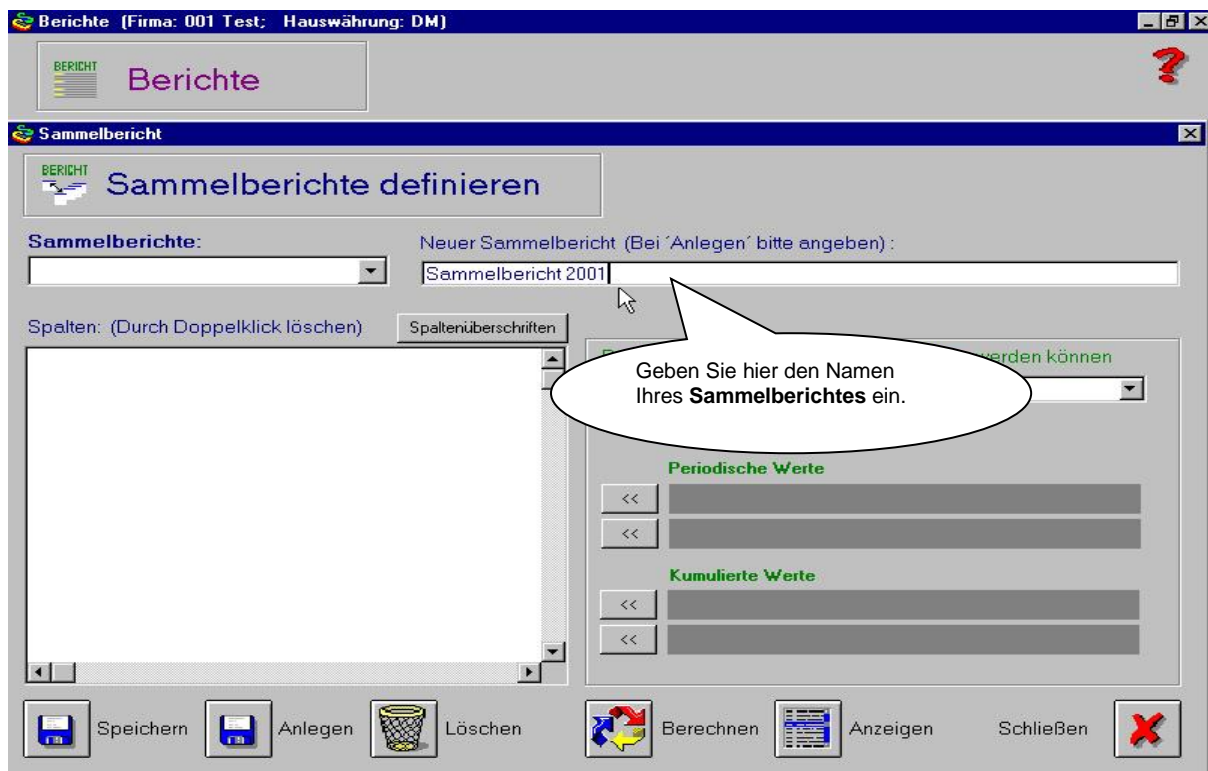 Berichte (Firma: 001 Test; Hauswährung: DM)
BERICHT
Berichte
Sammelbericht
BERICHT
Sammelberichte definieren
Sammelberichte:
Neuer Sammelbericht (Bei ´Anlegen´ bitte angeben) :
Sammelbericht 2001
Spalten: (Durch Doppelklick löschen)
Spaltenüberschriften
werden können
Geben Sie hier den Namen
Ihres Sammelberichtes ein.
Periodische Werte
<<
<<
Kumulierte Werte
<<
<<
Speichern
Anlegen
Löschen
Berechnen
Anzeigen
Schließen